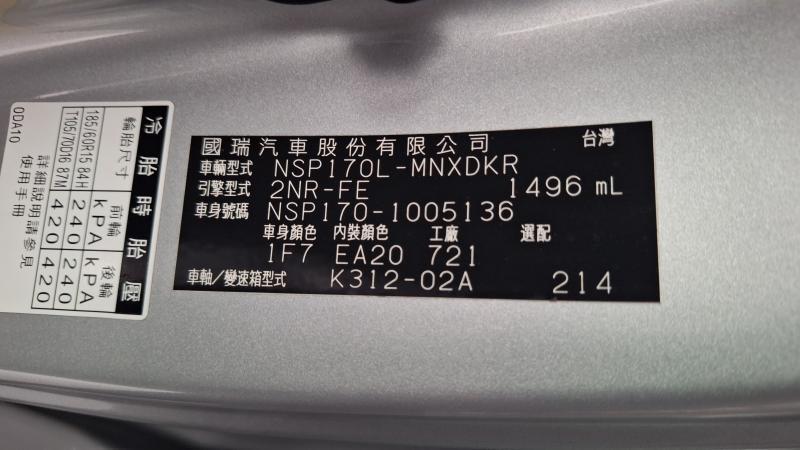 國瑞汽車股份有限公司 台灣
車輛型式 NSP170L-MNXDKR
引擎型式 2NR-FE 1496 mL
車身號碼 NSP170-1005136
車身顏色 內裝顏色 工廠 選配
1F7 EA20 721
車軸/變速箱型式 K312-02A 214
冷胎時胎壓
輪胎尺寸 前輪 後輪
kPA kPA
185/60R15 84H 240 240
T105/70D16 87M 420 420
詳細說明請參見
使用手冊
0DA10